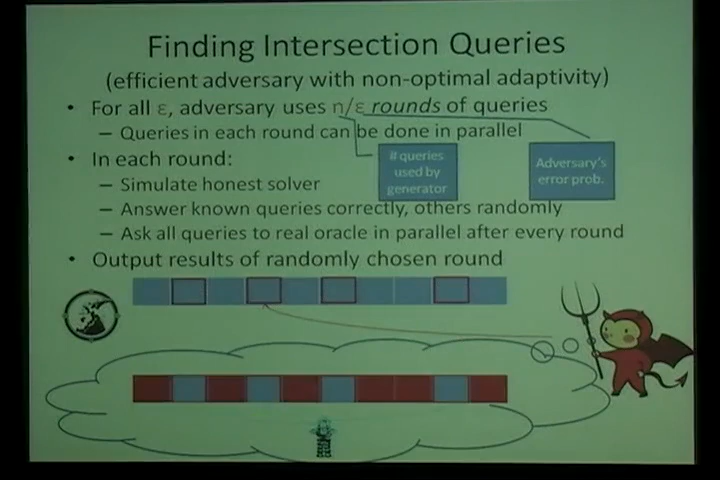 Finding Intersection Queries
(efficient adversary with non-optimal adaptivity)
• For all ε, adversary uses n/ε rounds of queries
– Queries in each round can be done in parallel
• In each round:
– Simulate honest solver
– Answer known queries correctly, others randomly
– Ask all queries to real oracle in parallel after every round
• Output results of randomly chosen round
# queries
used by
generator
Adversary's
error prob.